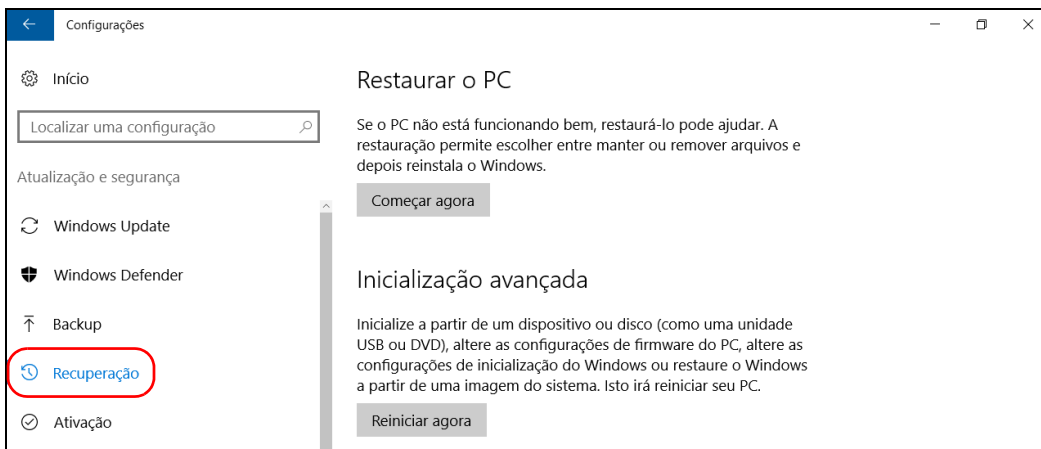 Configurações
Início
Localizar uma configuração
Atualização e segurança
Windows Update
Windows Defender
Backup
Recuperação
Ativação
Restaurar o PC
Se o PC não está funcionando bem, restaurá-lo pode ajudar. A
restauração permite escolher entre manter ou remover arquivos e
depois reinstala o Windows.
Começar agora
Inicialização avançada
Inicialize a partir de um dispositivo ou disco (como uma unidade
USB ou DVD), altere as configurações de firmware do PC, altere as
configurações de inicialização do Windows ou restaure o Windows
a partir de uma imagem do sistema. Isto irá reiniciar seu PC.
Reiniciar agora